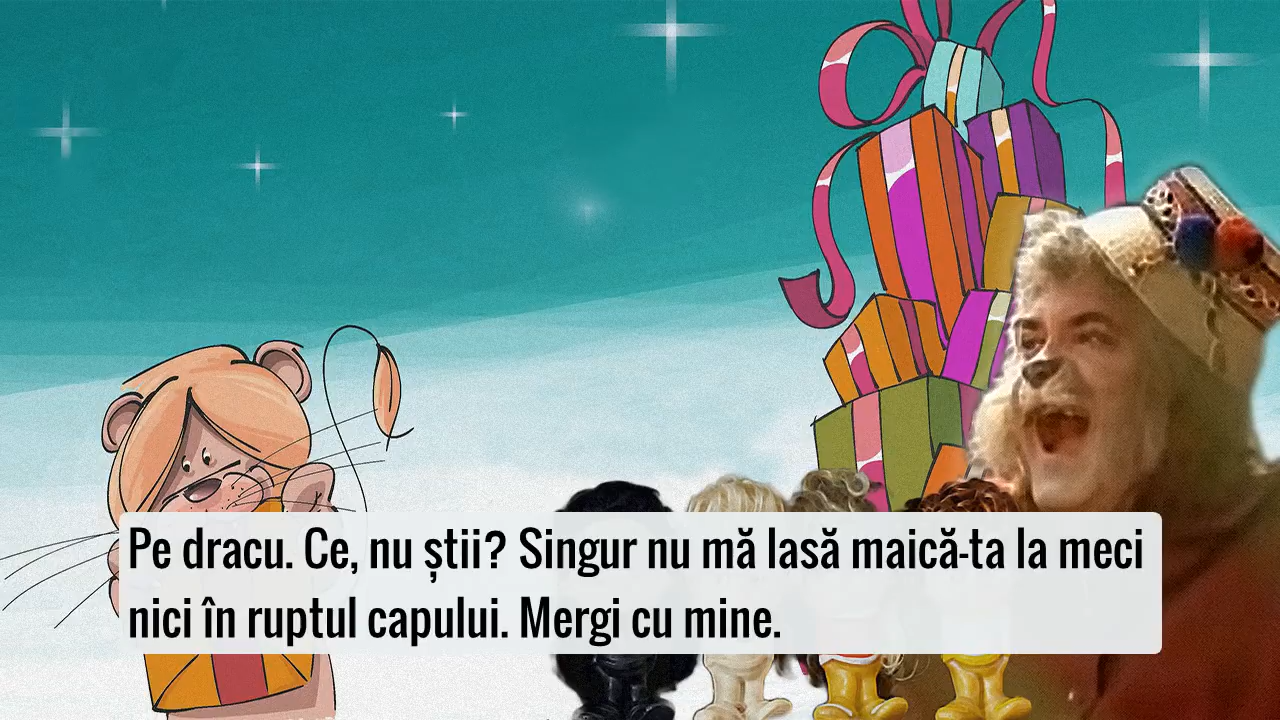 Pe dracu. Ce, nu știi? Singur nu mă lasă maică-ta la meci
nici în ruptul capului. Mergi cu mine.